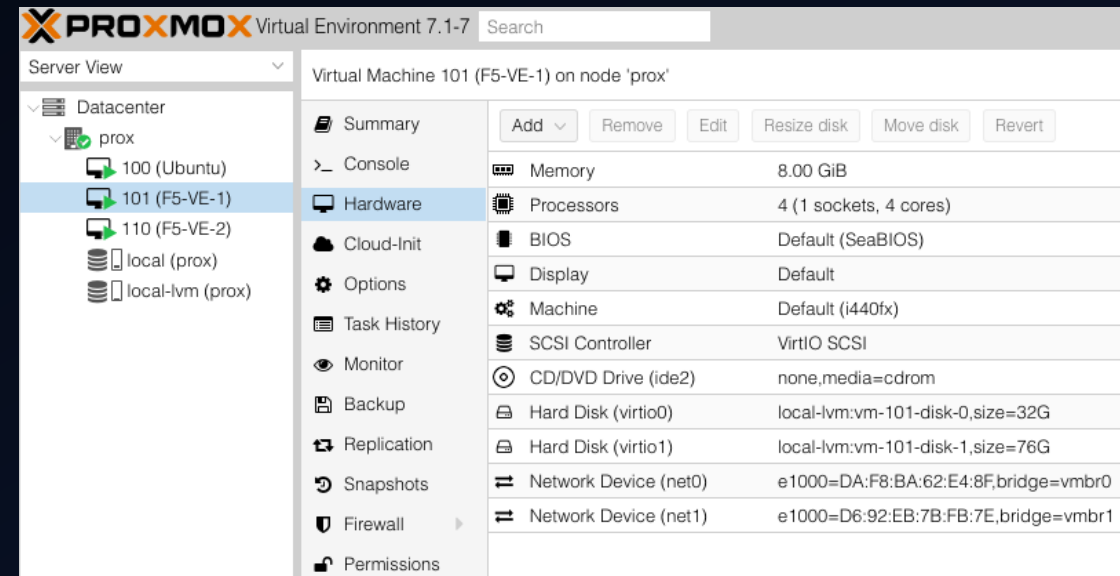 PROXMOX Virtual Environment 7.1-7 Search
Server View
Datacenter
prox
100 (Ubuntu)
101 (F5-VE-1)
110 (F5-VE-2)
local (prox)
local-lvm (prox)
Virtual Machine 101 (F5-VE-1) on node 'prox'
Summary
Console
Hardware
Cloud-Init
Options
Task History
Monitor
Backup
Replication
Snapshots
Firewall
Permissions
Add Remove Edit Resize disk Move disk Revert
Memory 8.00 GiB
Processors 4 (1 sockets, 4 cores)
BIOS Default (SeaBIOS)
Display Default
Machine Default (i440fx)
SCSI Controller VirtIO SCSI
CD/DVD Drive (ide2) none,media=cdrom
Hard Disk (virtio0) local-lvm:vm-101-disk-0,size=32G
Hard Disk (virtio1) local-lvm:vm-101-disk-1,size=76G
Network Device (net0) e1000=DA:F8:BA:62:E4:8F,bridge=vmbr0
Network Device (net1) e1000=D6:92:EB:7B:FB:7E,bridge=vmbr1